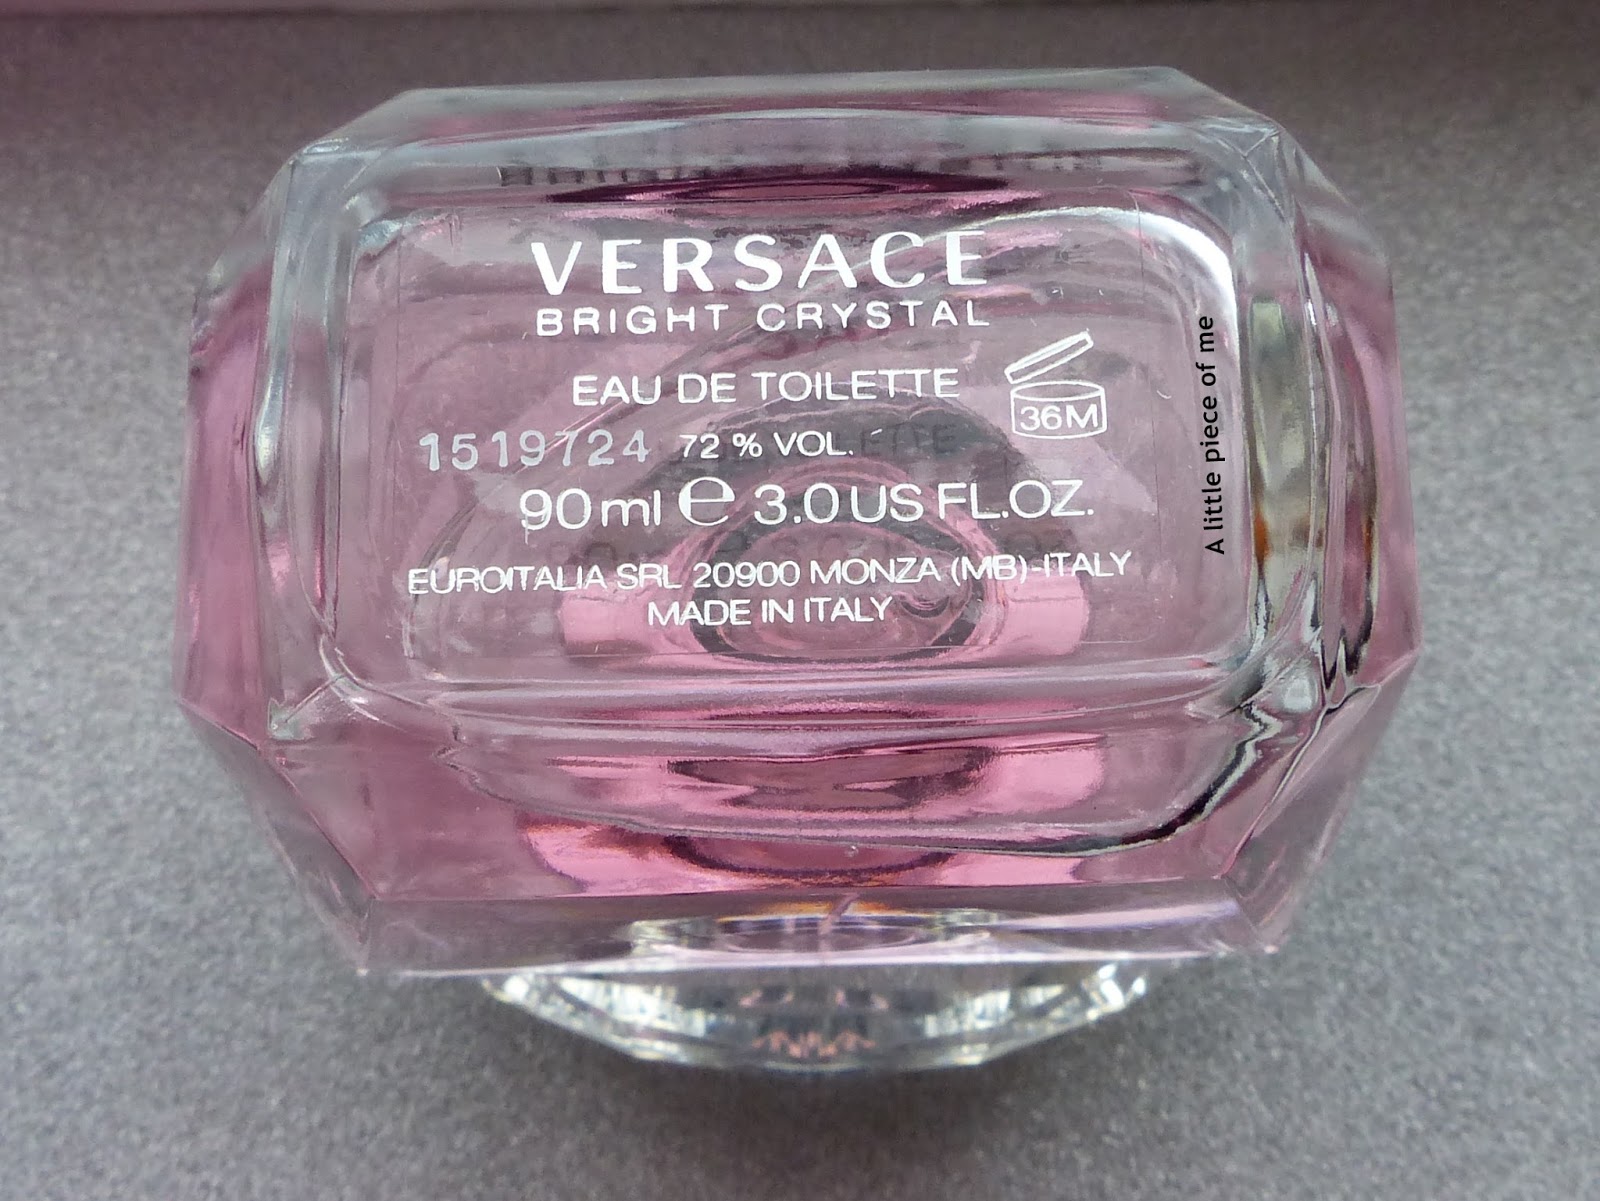 VERSACE
BRIGHT CRYSTAL
EAU DE TOILETTE
36M
1519724 72 % VOL.
90ml e 3.0 US FL.OZ.
EUROITALIA SRL 20900 MONZA (MB)-ITALY
MADE IN ITALY
A little piece of me